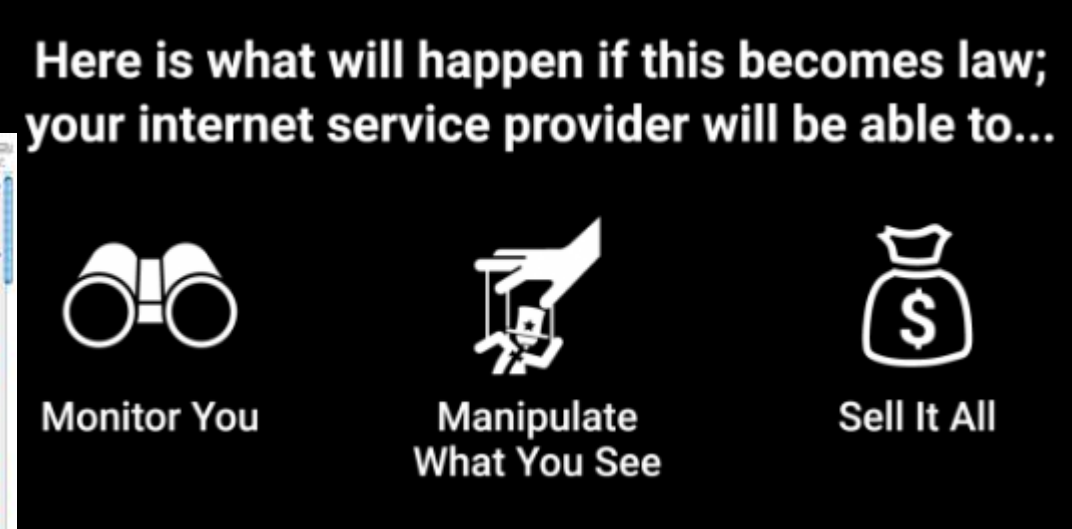 Here is what will happen if this becomes law;
your internet service provider will be able to...
$
Monitor You
Manipulate
What You See
Sell It All